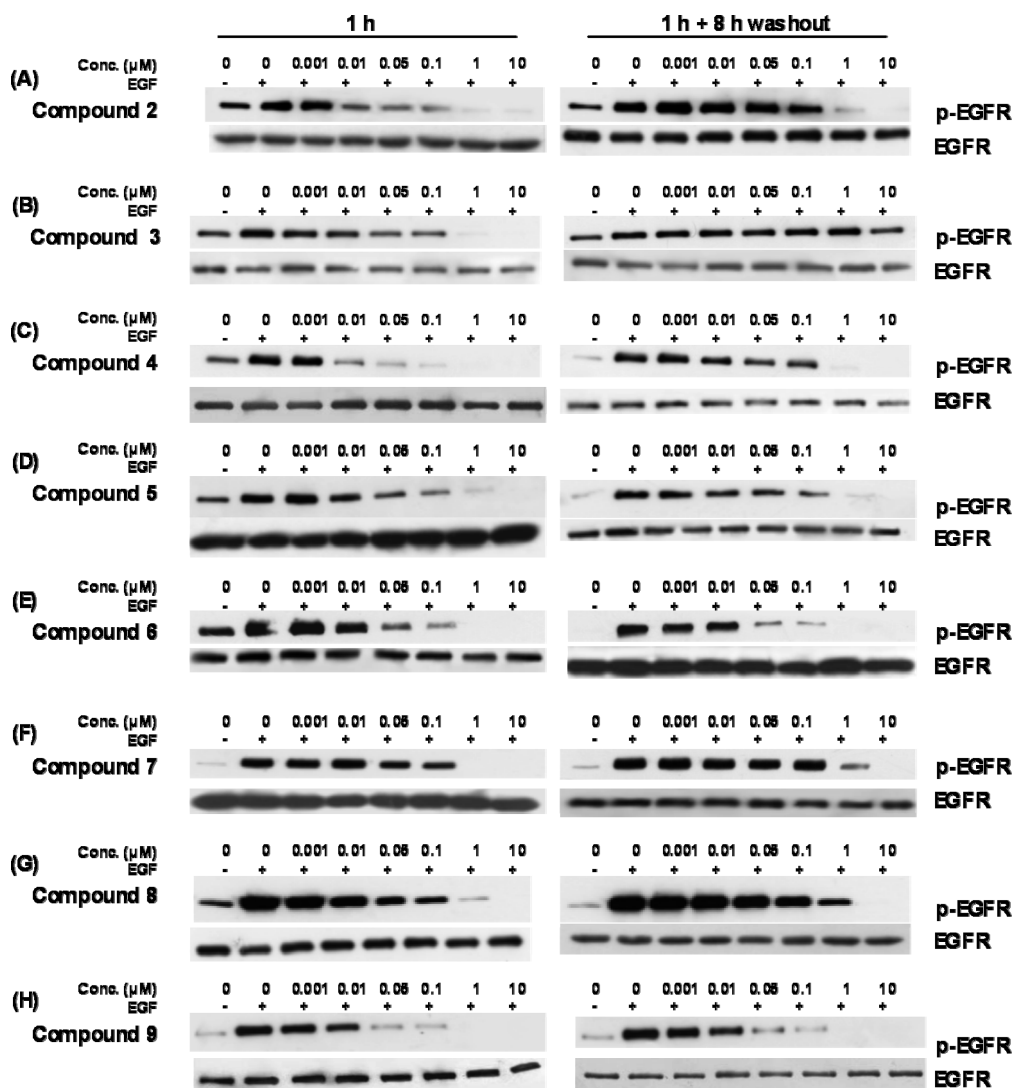 1 h 1 h + 8 h washout
(A) Conc. (μM) 0 0 0.001 0.01 0.05 0.1 1 10 0 0 0.001 0.01 0.05 0.1 1 10
EGF - + + + + + + + - + + + + + + +
Compound 2 p-EGFR
EGFR
(B) Conc. (μM) 0 0 0.001 0.01 0.05 0.1 1 10 0 0 0.001 0.01 0.05 0.1 1 10
EGF - + + + + + + + - + + + + + + +
Compound 3 p-EGFR
EGFR
(C) Conc. (μM) 0 0 0.001 0.01 0.05 0.1 1 10 0 0 0.001 0.01 0.05 0.1 1 10
EGF - + + + + + + + - + + + + + + +
Compound 4 p-EGFR
EGFR
(D) Conc. (μM) 0 0 0.001 0.01 0.05 0.1 1 10 0 0 0.001 0.01 0.05 0.1 1 10
EGF - + + + + + + + - + + + + + + +
Compound 5 p-EGFR
EGFR
(E) Conc. (μM) 0 0 0.001 0.01 0.05 0.1 1 10 0 0 0.001 0.01 0.05 0.1 1 10
EGF - + + + + + + + - + + + + + + +
Compound 6 p-EGFR
EGFR
(F) Conc. (μM) 0 0 0.001 0.01 0.05 0.1 1 10 0 0 0.001 0.01 0.05 0.1 1 10
EGF - + + + + + + + - + + + + + + +
Compound 7 p-EGFR
EGFR
(G) Conc. (μM) 0 0 0.001 0.01 0.05 0.1 1 10 0 0 0.001 0.01 0.05 0.1 1 10
EGF - + + + + + + + - + + + + + + +
Compound 8 p-EGFR
EGFR
(H) Conc. (μM) 0 0 0.001 0.01 0.05 0.1 1 10 0 0 0.001 0.01 0.05 0.1 1 10
EGF - + + + + + + + - + + + + + + +
Compound 9 p-EGFR
EGFR